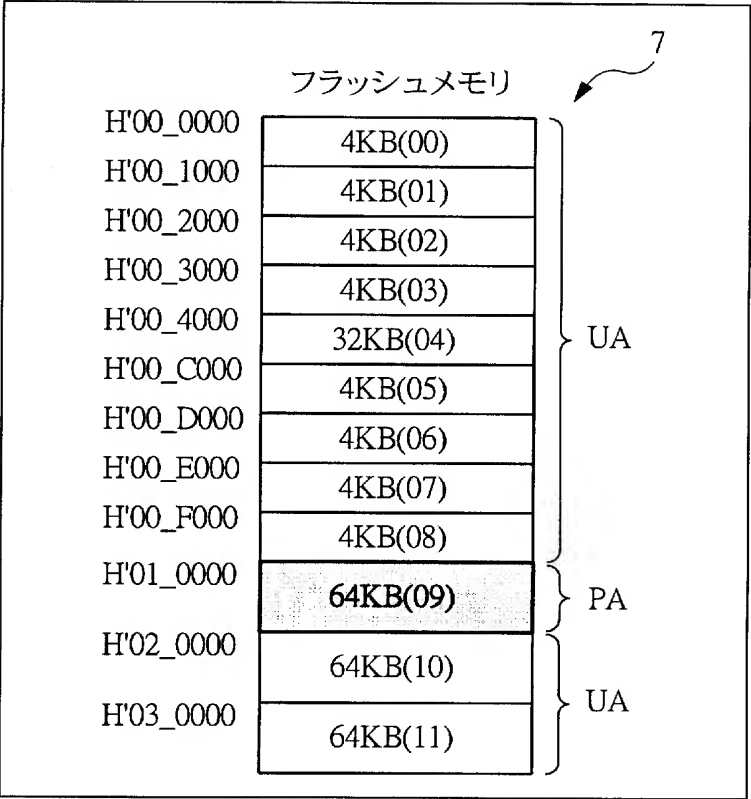 7
フラッシュメモリ
H'00_0000 4KB(00)
H'00_1000 4KB(01)
H'00_2000 4KB(02)
H'00_3000 4KB(03)
H'00_4000 32KB(04) UA
H'00_C000 4KB(05)
H'00_D000 4KB(06)
H'00_E000 4KB(07)
H'00_F000 4KB(08)
H'01_0000 64KB(09) PA
H'02_0000 64KB(10)
UA
H'03_0000 64KB(11)